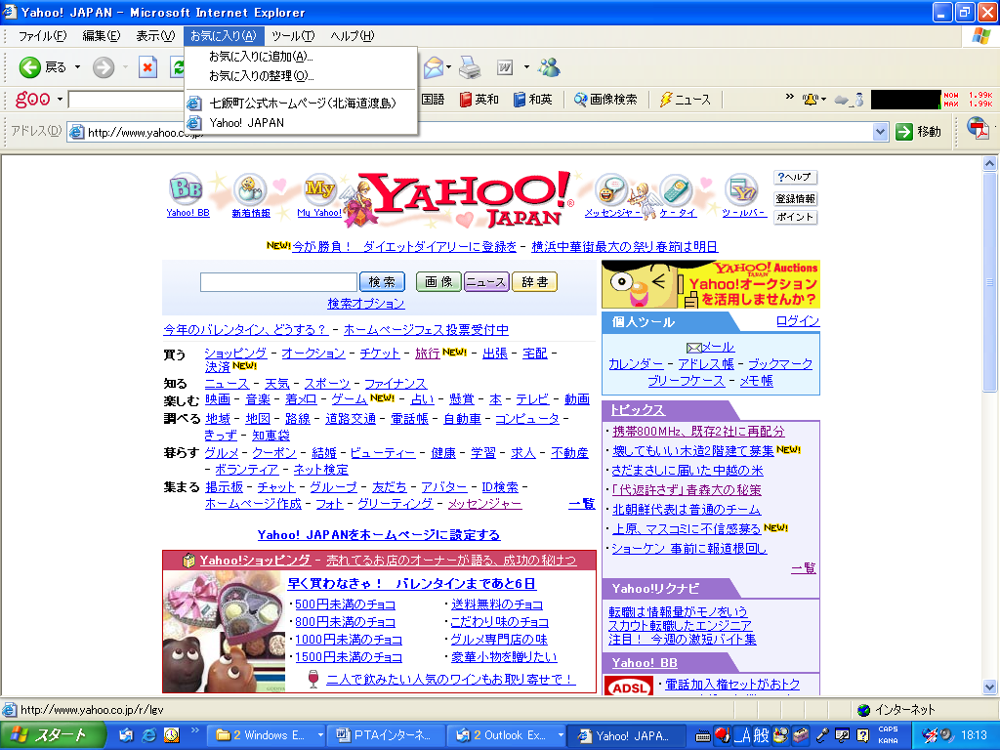 Yahoo! JAPAN - Microsoft Internet Explorer
ファイル(F) 編集(E) 表示(V) お気に入り(A) ツール(T) ヘルプ(H)
お気に入りに追加(A)...
お気に入りの整理(O)...
七飯町公式ホームページ(北海道渡島)
Yahoo! JAPAN
戻る
goo 国語 英和 和英 画像検索 ニュース » NOW 1.99K MAX 1.99K
アドレス(D) http://www.yahoo.co.jp/ 移動
Yahoo! BB 新着情報 My Yahoo! YAHOO! JAPAN メッセンジャー ケータイ ツールバー
?ヘルプ
登録情報
ポイント
NEW! 今が勝負！ ダイエットダイアリーに登録を - 横浜中華街最大の祭り春節は明日
検索 画像 ニュース 辞書
検索オプション
今年のバレンタイン、どうする？ - ホームページフェス投票受付中
買う ショッピング - オークション - チケット - 旅行 NEW! - 出張 - 宅配 -
決済 NEW!
知る ニュース - 天気 - スポーツ - ファイナンス
楽しむ 映画 - 音楽 - 着メロ - ゲーム NEW! - 占い - 懸賞 - 本 - テレビ - 動画
調べる 地域 - 地図 - 路線 - 道路交通 - 電話帳 - 自動車 - コンピュータ -
きっず - 知恵袋
暮らす グルメ - クーポン - 結婚 - ビューティー - 健康 - 学習 - 求人 - 不動産
- ボランティア - ネット検定
集まる 掲示板 - チャット - グループ - 友だち - アバター - ID検索 -
ホームページ作成 - フォト - グリーティング - メッセンジャー 一覧
Yahoo! JAPANをホームページに設定する
Yahoo!ショッピング - 売れてるお店のオーナーが語る、成功の秘けつ
早く買わなきゃ！ バレンタインまであと6日
・500円未満のチョコ ・送料無料のチョコ
・800円未満のチョコ ・こだわり味のチョコ
・1000円未満のチョコ ・グルメ専門店の味
・1500円未満のチョコ ・豪華小物を贈りたい
二人で飲みたい人気のワインもお取り寄せで！
YAHOO! JAPAN Auctions
Yahoo!オークション
を活用しませんか？
個人ツール ログイン
メール
カレンダー - アドレス帳 - ブックマーク
ブリーフケース - メモ帳
トピックス
・携帯800MHz、既存2社に再配分
・壊してもいい木造2階建て募集 NEW!
・さだまさしに届いた中越の米
・「代返許さず」青森大の秘策
・北朝鮮代表は普通のチーム
・上原、マスコミに不信感募る NEW!
・ショーケン 事前に報道根回し
一覧
Yahoo!リクナビ
転職は情報量がモノをいう
スカウト転職したエンジニア
注目！ 今週の激短バイト集
Yahoo! BB
ADSL ・電話加入権セットがおトク
http://www.yahoo.co.jp/r/lgv インターネット
スタート » 2 Windows E... PTAインターネ... 2 Outlook Ex... Yahoo! JAPA... A 般 CAPS KANA 18:13